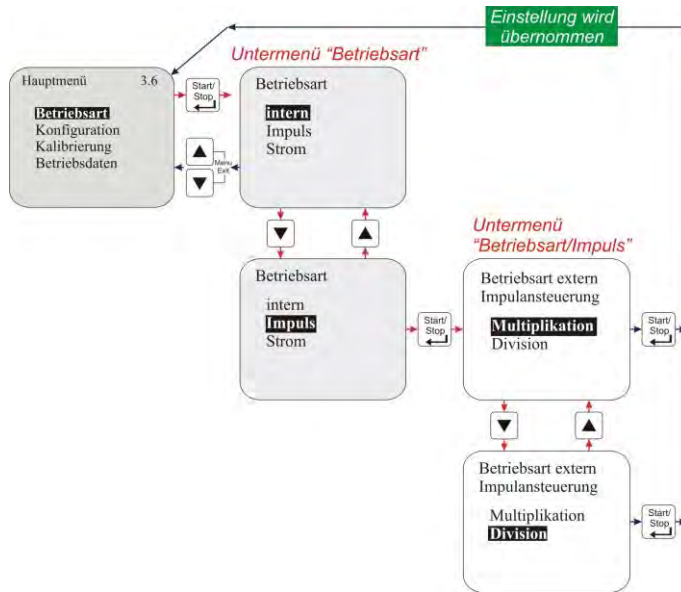 Einstellung wird
übernommen
Untermenü "Betriebsart"
Hauptmenü 3.6
Betriebsart
Konfiguration
Kalibrierung
Betriebsdaten
Start/
Stop
Menu
Exit
Betriebsart
intern
Impuls
Strom
Untermenü
"Betriebsart/Impuls"
Betriebsart
intern
Impuls
Strom
Start/
Stop
Betriebsart extern
Impulansteuerung
Multiplikation
Division
Start/
Stop
Betriebsart extern
Impulansteuerung
Multiplikation
Division
Start/
Stop